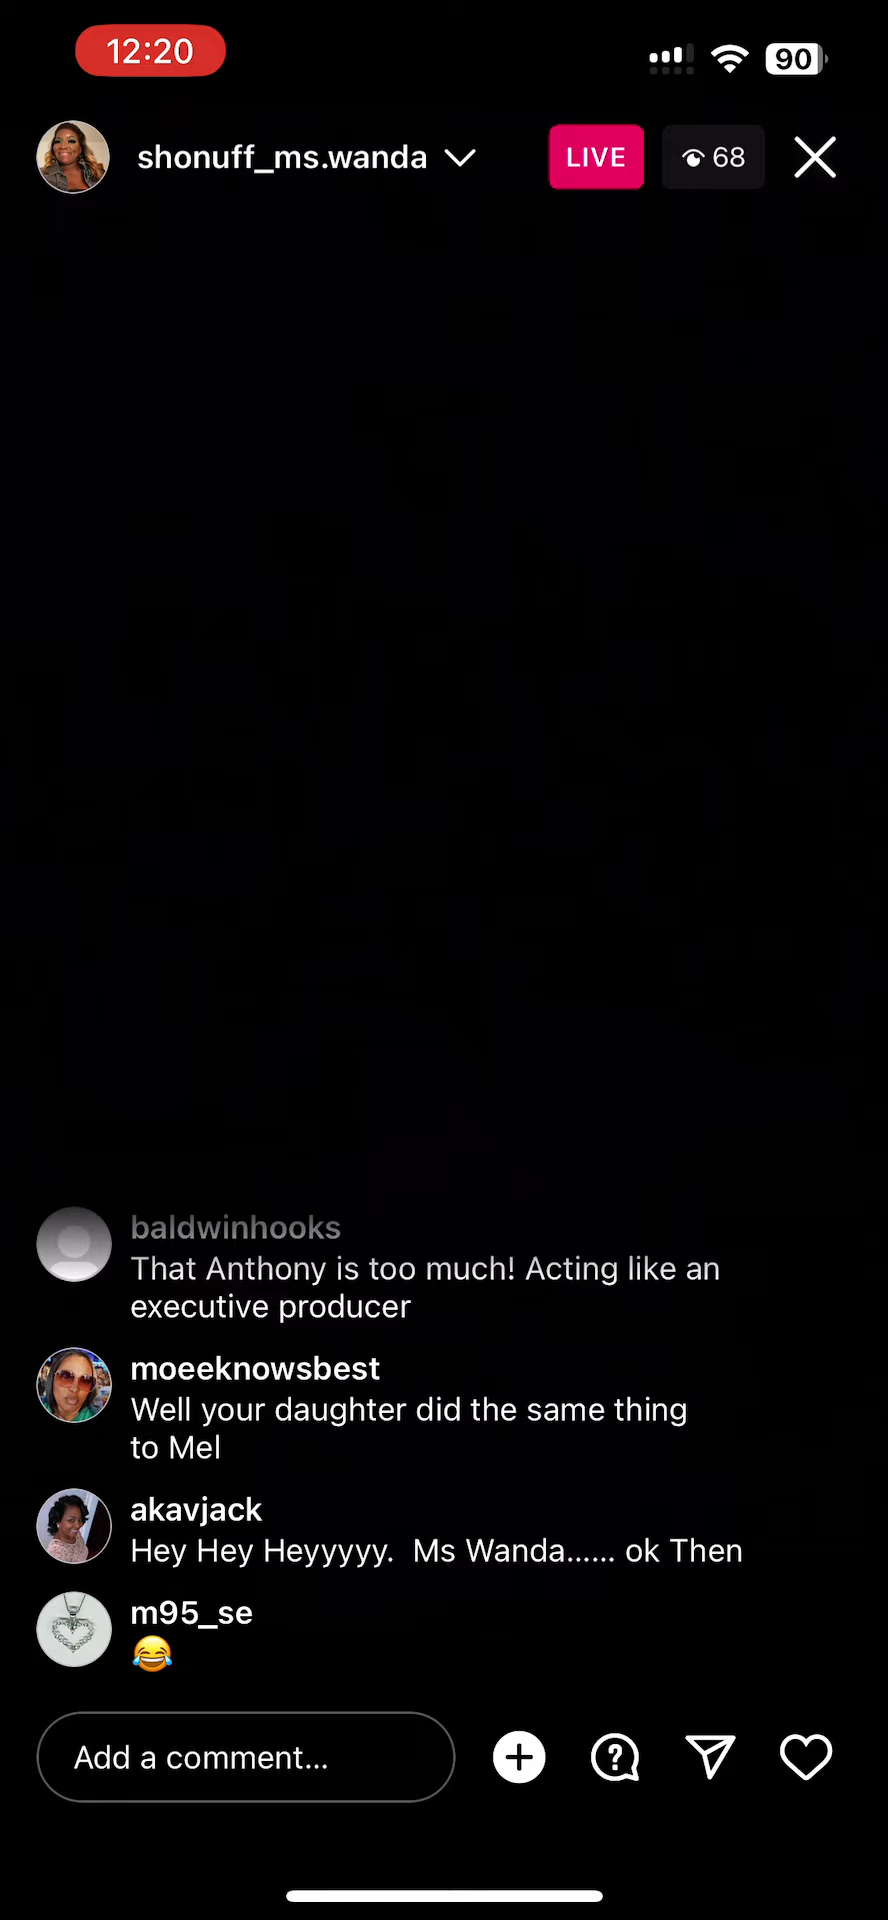 12:20
90
shonuff_ms.wanda
LIVE
68
baldwinhooks
That Anthony is too much! Acting like an
executive producer
moeeknowsbest
Well your daughter did the same thing
to Mel
akavjack
Hey Hey Heyyyyy.  Ms Wanda...... ok Then
m95_se
😂
Add a comment...